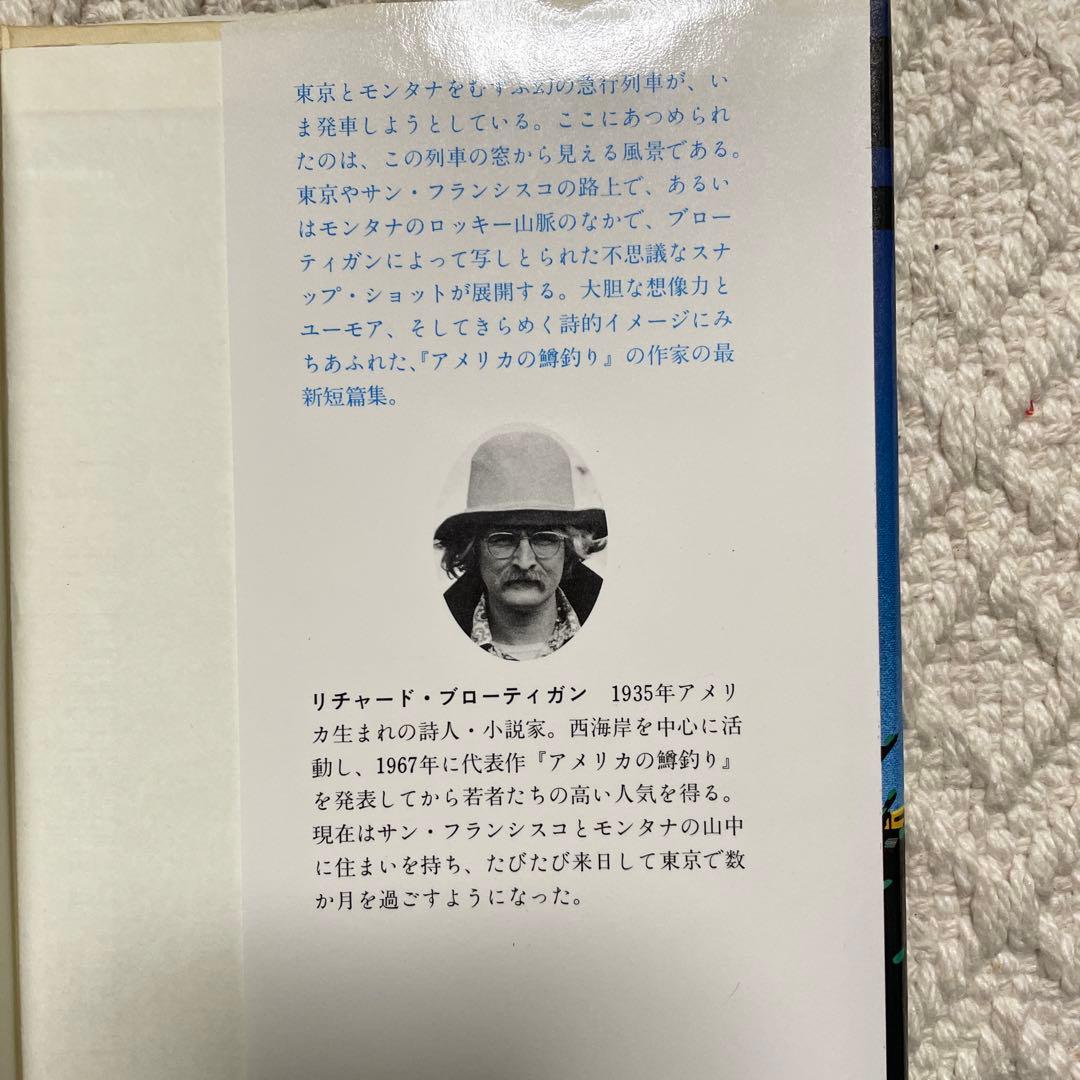 東京とモンタナをむすぶ幻の急行列車が、い
ま発車しようとしている。ここにあつめられ
たのは、この列車の窓から見える風景である。
東京やサン・フランシスコの路上で、あるい
はモンタナのロッキー山脈のなかで、ブロー
ティガンによって写しとられた不思議なスナ
ップ・ショットが展開する。大胆な想像力と
ユーモア、そしてきらめく詩的イメージにみ
ちあふれた、『アメリカの鱒釣り』の作家の最
新短篇集。
リチャード・ブローティガン　1935年アメリ
カ生まれの詩人・小説家。西海岸を中心に活
動し、1967年に代表作『アメリカの鱒釣り』
を発表してから若者たちの高い人気を得る。
現在はサン・フランシスコとモンタナの山中
に住まいを持ち、たびたび来日して東京で数
か月を過ごすようになった。